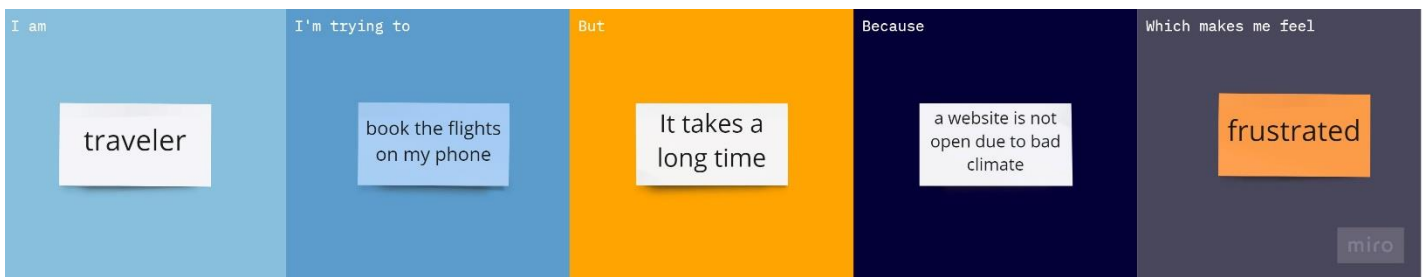 I am
traveler
I'm trying to
book the flights
on my phone
But
It takes a
long time
Because
a website is not
open due to bad
climate
Which makes me feel
frustrated
miro